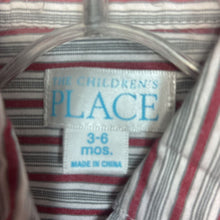 THE CHILDREN'S
PLACE
3-6
mos.
MADE IN CHINA